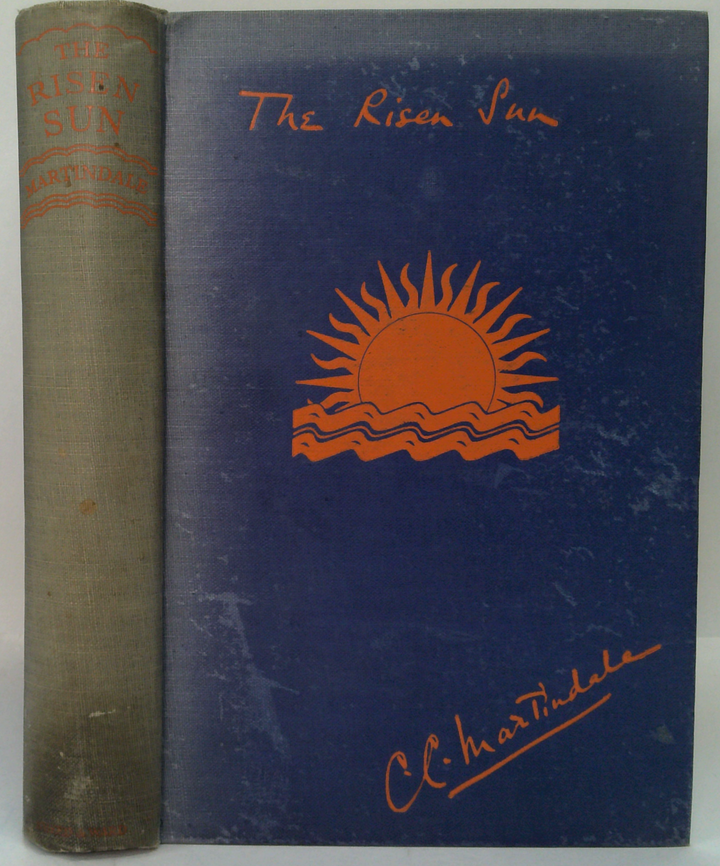 THE
RISEN
SUN
MARTINDALE
The Risen Sun
C.C. Martindale